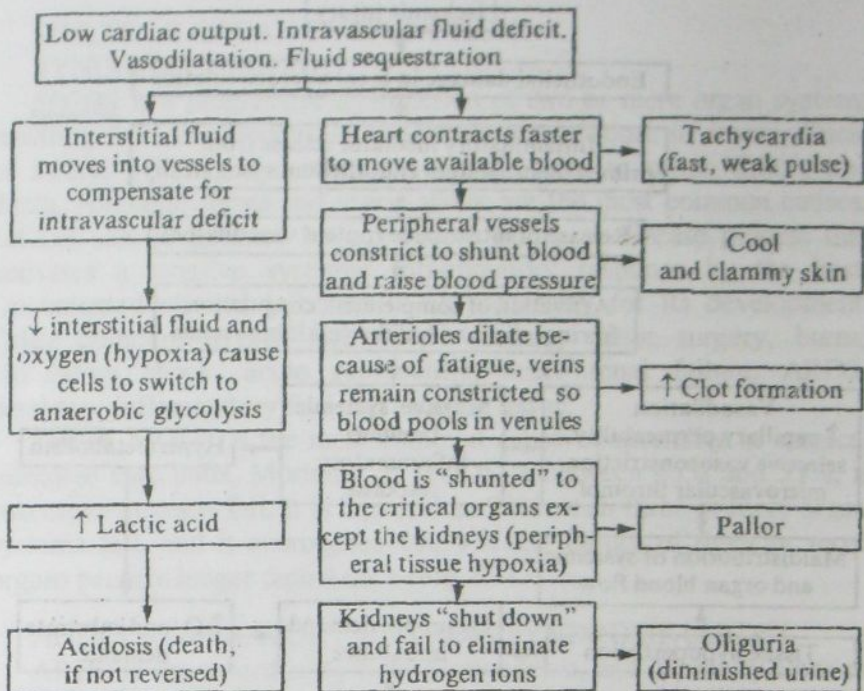 Low cardiac output. Intravascular fluid deficit.
Vasodilatation. Fluid sequestration
Interstitial fluid
moves into vessels to
compensate for
intravascular deficit
↓ interstitial fluid and
oxygen (hypoxia) cause
cells to switch to
anaerobic glycolysis
↑ Lactic acid
Acidosis (death,
if not reversed)
Heart contracts faster
to move available blood
Peripheral vessels
constrict to shunt blood
and raise blood pressure
Arterioles dilate be-
cause of fatigue, veins
remain constricted so
blood pools in venules
Blood is "shunted" to
the critical organs ex-
cept the kidneys (periph-
eral tissue hypoxia)
Kidneys "shut down"
and fail to eliminate
hydrogen ions
Tachycardia
(fast, weak pulse)
Cool
and clammy skin
↑ Clot formation
Pallor
Oliguria
(diminished urine)